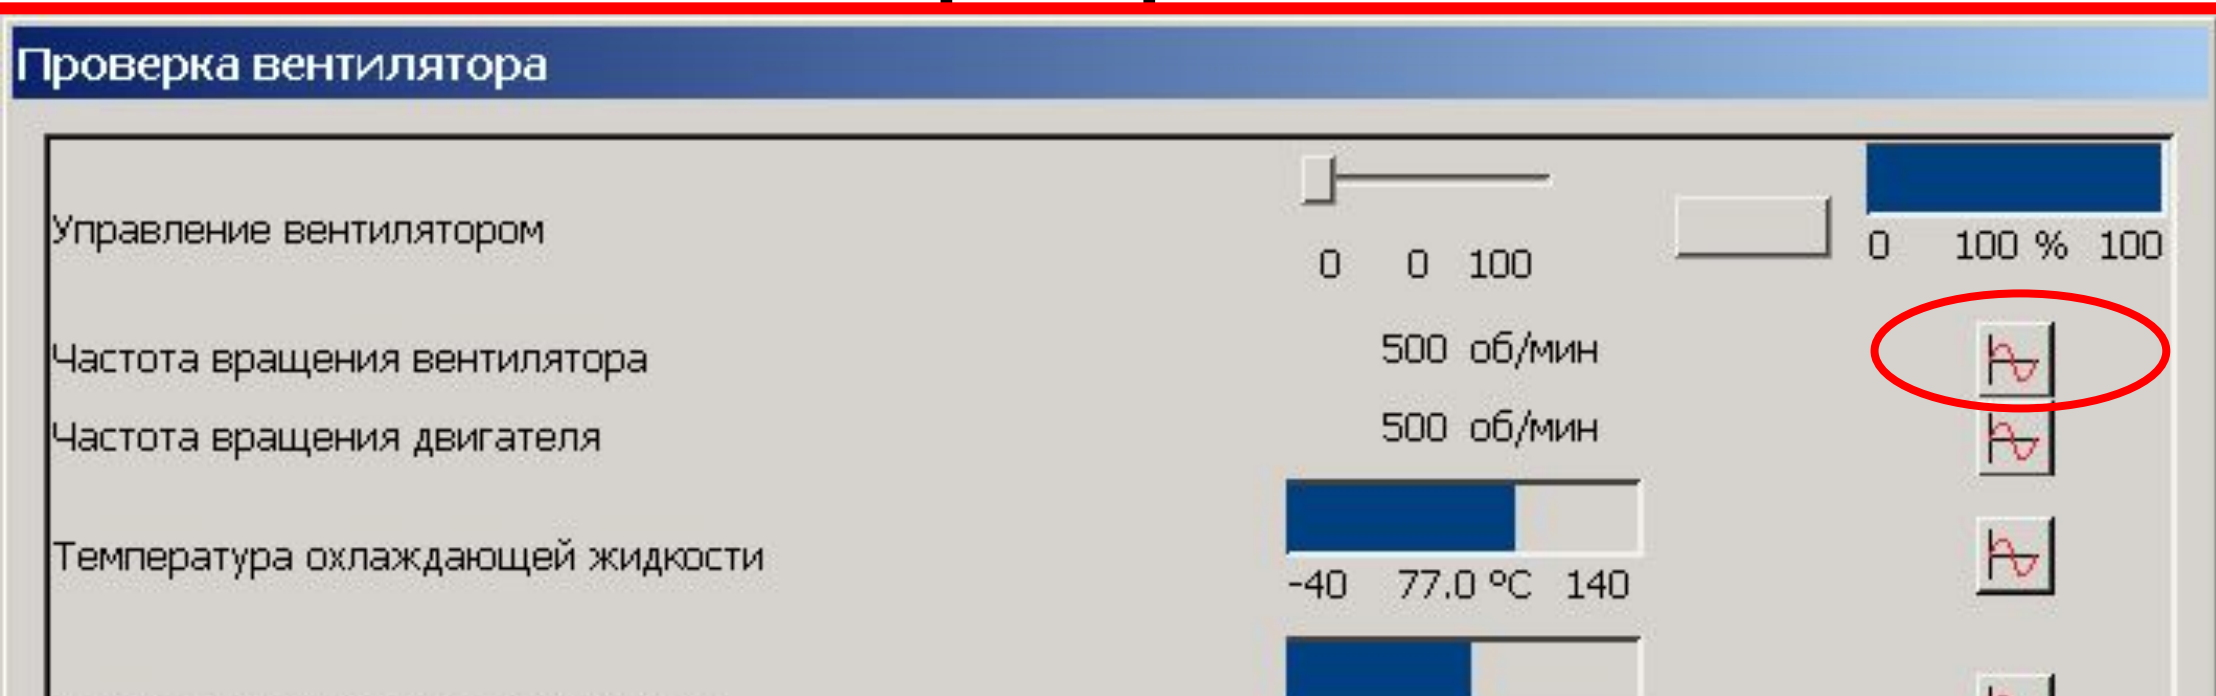 Проверка вентилятора
Управление вентилятором
0 0 100
0 100 % 100
Частота вращения вентилятора 500 об/мин
Частота вращения двигателя 500 об/мин
Температура охлаждающей жидкости
-40 77.0 ºC 140